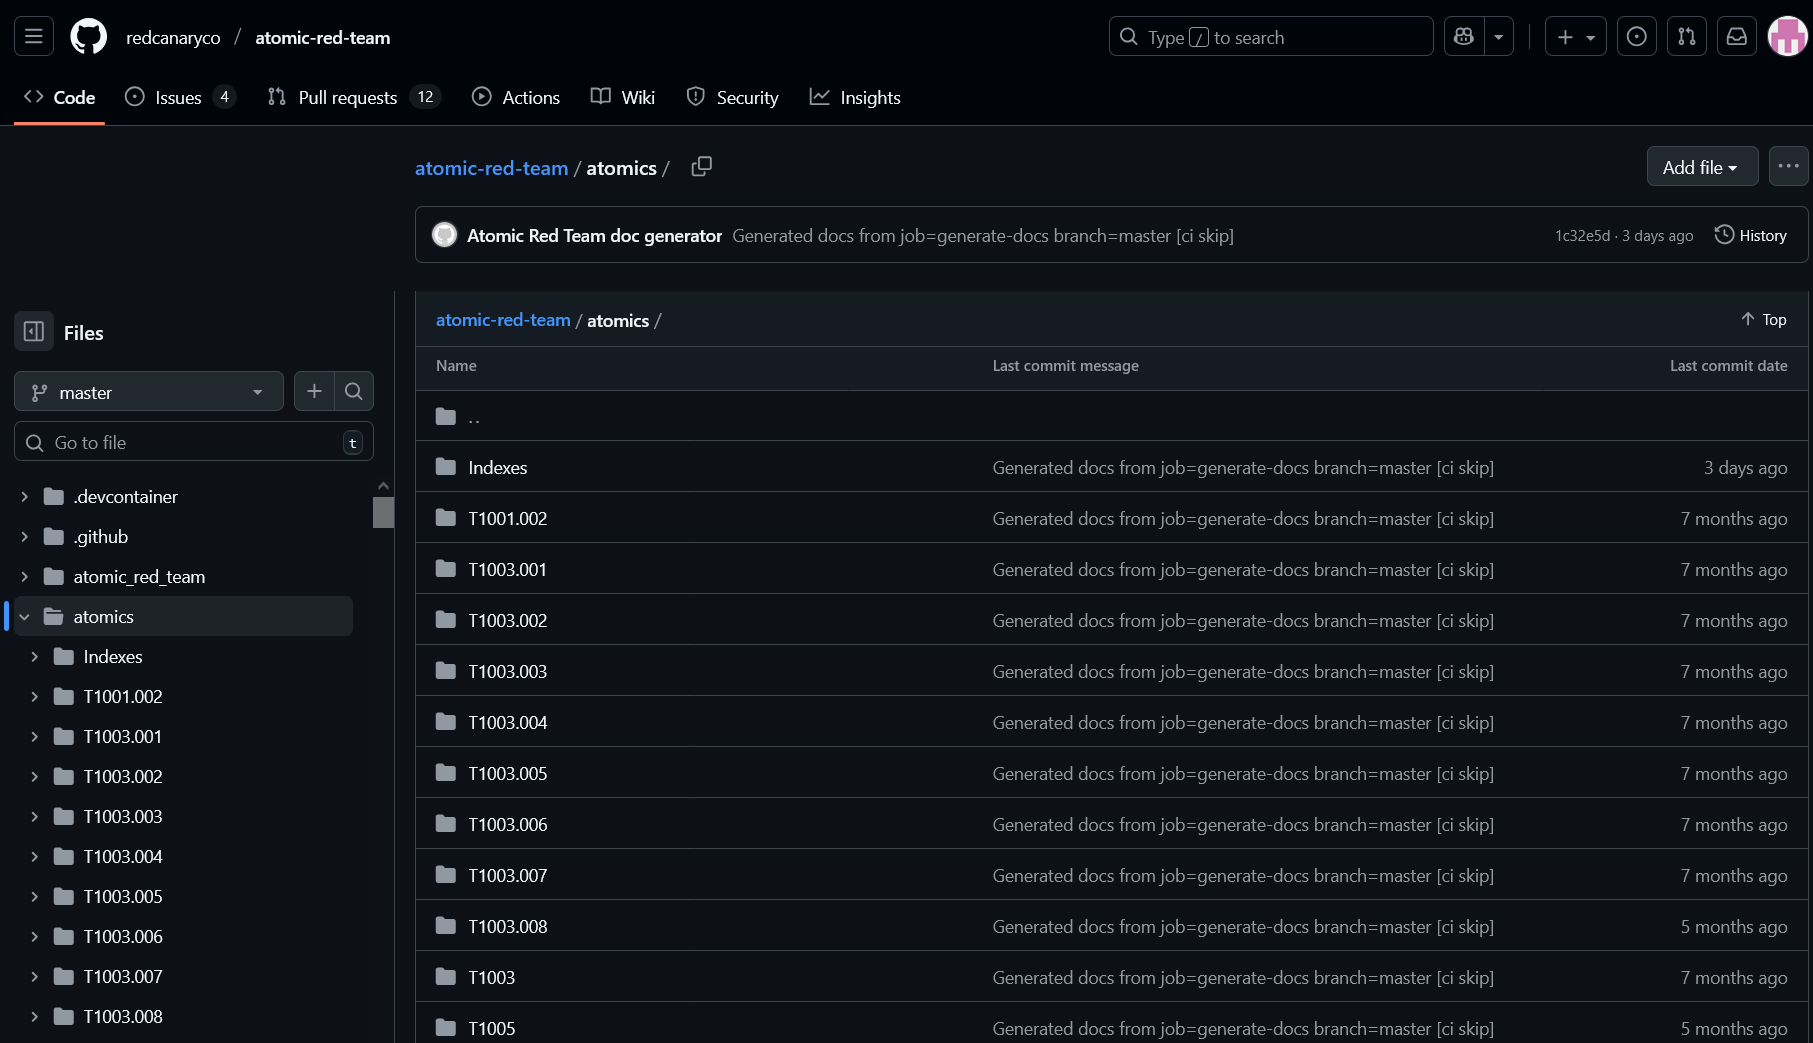 redcanaryco / atomic-red-team
Type / to search
Code
Issues 4
Pull requests 12
Actions
Wiki
Security
Insights
atomic-red-team / atomics /
Add file
Atomic Red Team doc generator Generated docs from job=generate-docs branch=master [ci skip]
1c32e5d · 3 days ago
History
Files
master
Go to file t
.devcontainer
.github
atomic_red_team
atomics
Indexes
T1001.002
T1003.001
T1003.002
T1003.003
T1003.004
T1003.005
T1003.006
T1003.007
T1003.008
atomic-red-team / atomics /
Top
Name Last commit message Last commit date
..
Indexes Generated docs from job=generate-docs branch=master [ci skip] 3 days ago
T1001.002 Generated docs from job=generate-docs branch=master [ci skip] 7 months ago
T1003.001 Generated docs from job=generate-docs branch=master [ci skip] 7 months ago
T1003.002 Generated docs from job=generate-docs branch=master [ci skip] 7 months ago
T1003.003 Generated docs from job=generate-docs branch=master [ci skip] 7 months ago
T1003.004 Generated docs from job=generate-docs branch=master [ci skip] 7 months ago
T1003.005 Generated docs from job=generate-docs branch=master [ci skip] 7 months ago
T1003.006 Generated docs from job=generate-docs branch=master [ci skip] 7 months ago
T1003.007 Generated docs from job=generate-docs branch=master [ci skip] 7 months ago
T1003.008 Generated docs from job=generate-docs branch=master [ci skip] 5 months ago
T1003 Generated docs from job=generate-docs branch=master [ci skip] 7 months ago
T1005 Generated docs from job=generate-docs branch=master [ci skip] 5 months ago